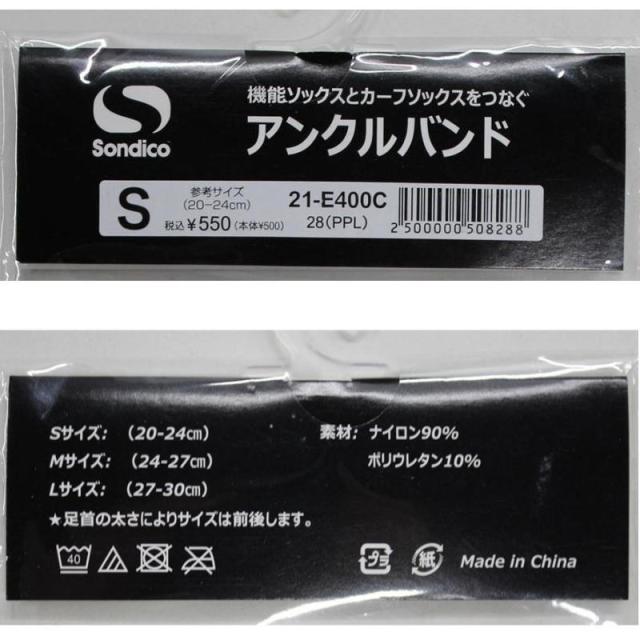 機能ソックスとカーフソックスをつなぐ
アンクルバンド
Sondico
S
参考サイズ
(20-24cm)
税込¥550(本体¥500)
21-E400C
28(PPL)
2 500000 508288
Sサイズ: (20-24㎝)
Mサイズ: (24-27㎝)
Lサイズ: (27-30㎝)
★足首の太さによりサイズは前後します。
素材: ナイロン90%
ポリウレタン10%
40
プラ
紙
Made in China